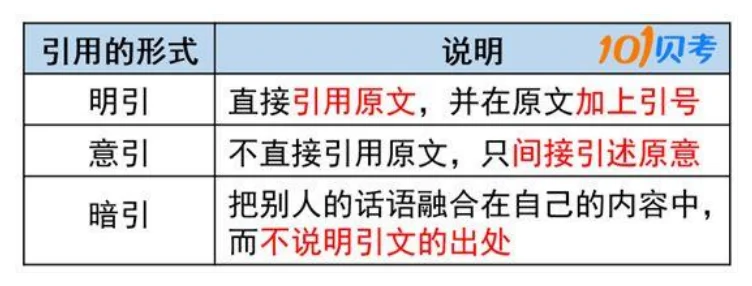 引用的形式 说明 101贝考
明引 直接引用原文，并在原文加上引号
意引 不直接引用原文，只间接引述原意
暗引 把别人的话语融合在自己的内容中，
而不说明引文的出处